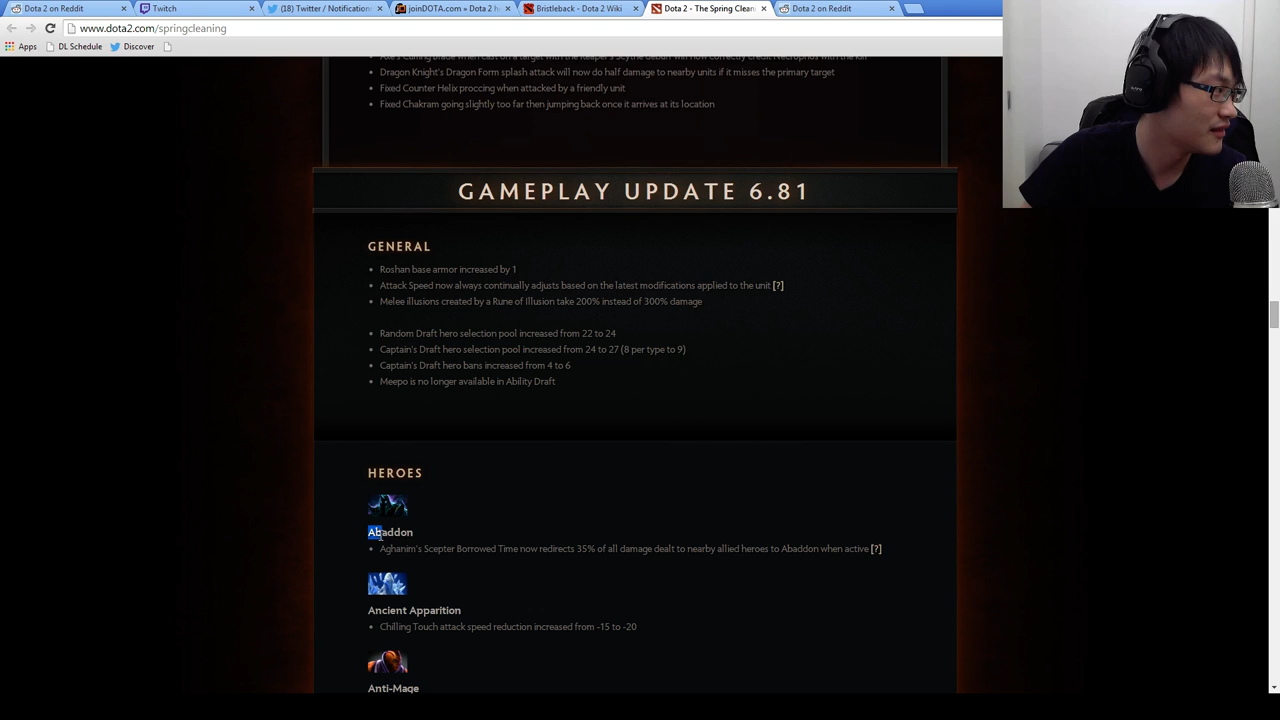 Dota 2 on Reddit
Twitch
(18) Twitter / Notification
joinDOTA.com » Dota 2 h
Bristleback - Dota 2 Wiki
Dota 2 - The Spring Clean
Dota 2 on Reddit
www.dota2.com/springcleaning
Apps
DL Schedule
Discover
Dragon Knight's Dragon Form splash attack will now do half damage to nearby units if it misses the primary target
Fixed Counter Helix proccing when attacked by a friendly unit
Fixed Chakram going slightly too far then jumping back once it arrives at its location
GAMEPLAY UPDATE 6.81
GENERAL
Roshan base armor increased by 1
Attack Speed now always continually adjusts based on the latest modifications applied to the unit [?]
Melee illusions created by a Rune of Illusion take 200% instead of 300% damage
Random Draft hero selection pool increased from 22 to 24
Captain's Draft hero selection pool increased from 24 to 27 (8 per type to 9)
Captain's Draft hero bans increased from 4 to 6
Meepo is no longer available in Ability Draft
HEROES
Abaddon
Aghanim's Scepter Borrowed Time now redirects 35% of all damage dealt to nearby allied heroes to Abaddon when active [?]
Ancient Apparition
Chilling Touch attack speed reduction increased from -15 to -20
Anti-Mage